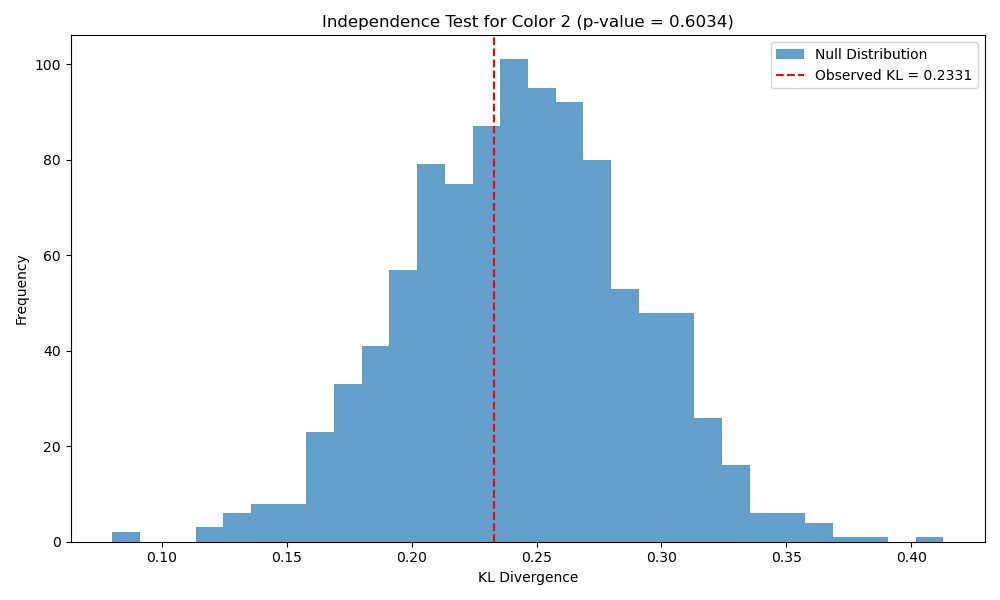 Independence Test for Color 2 (p-value = 0.6034)
Null Distribution
Observed KL = 0.2331
Frequency
100
80
60
40
20
0
0.10 0.15 0.20 0.25 0.30 0.35 0.40
KL Divergence